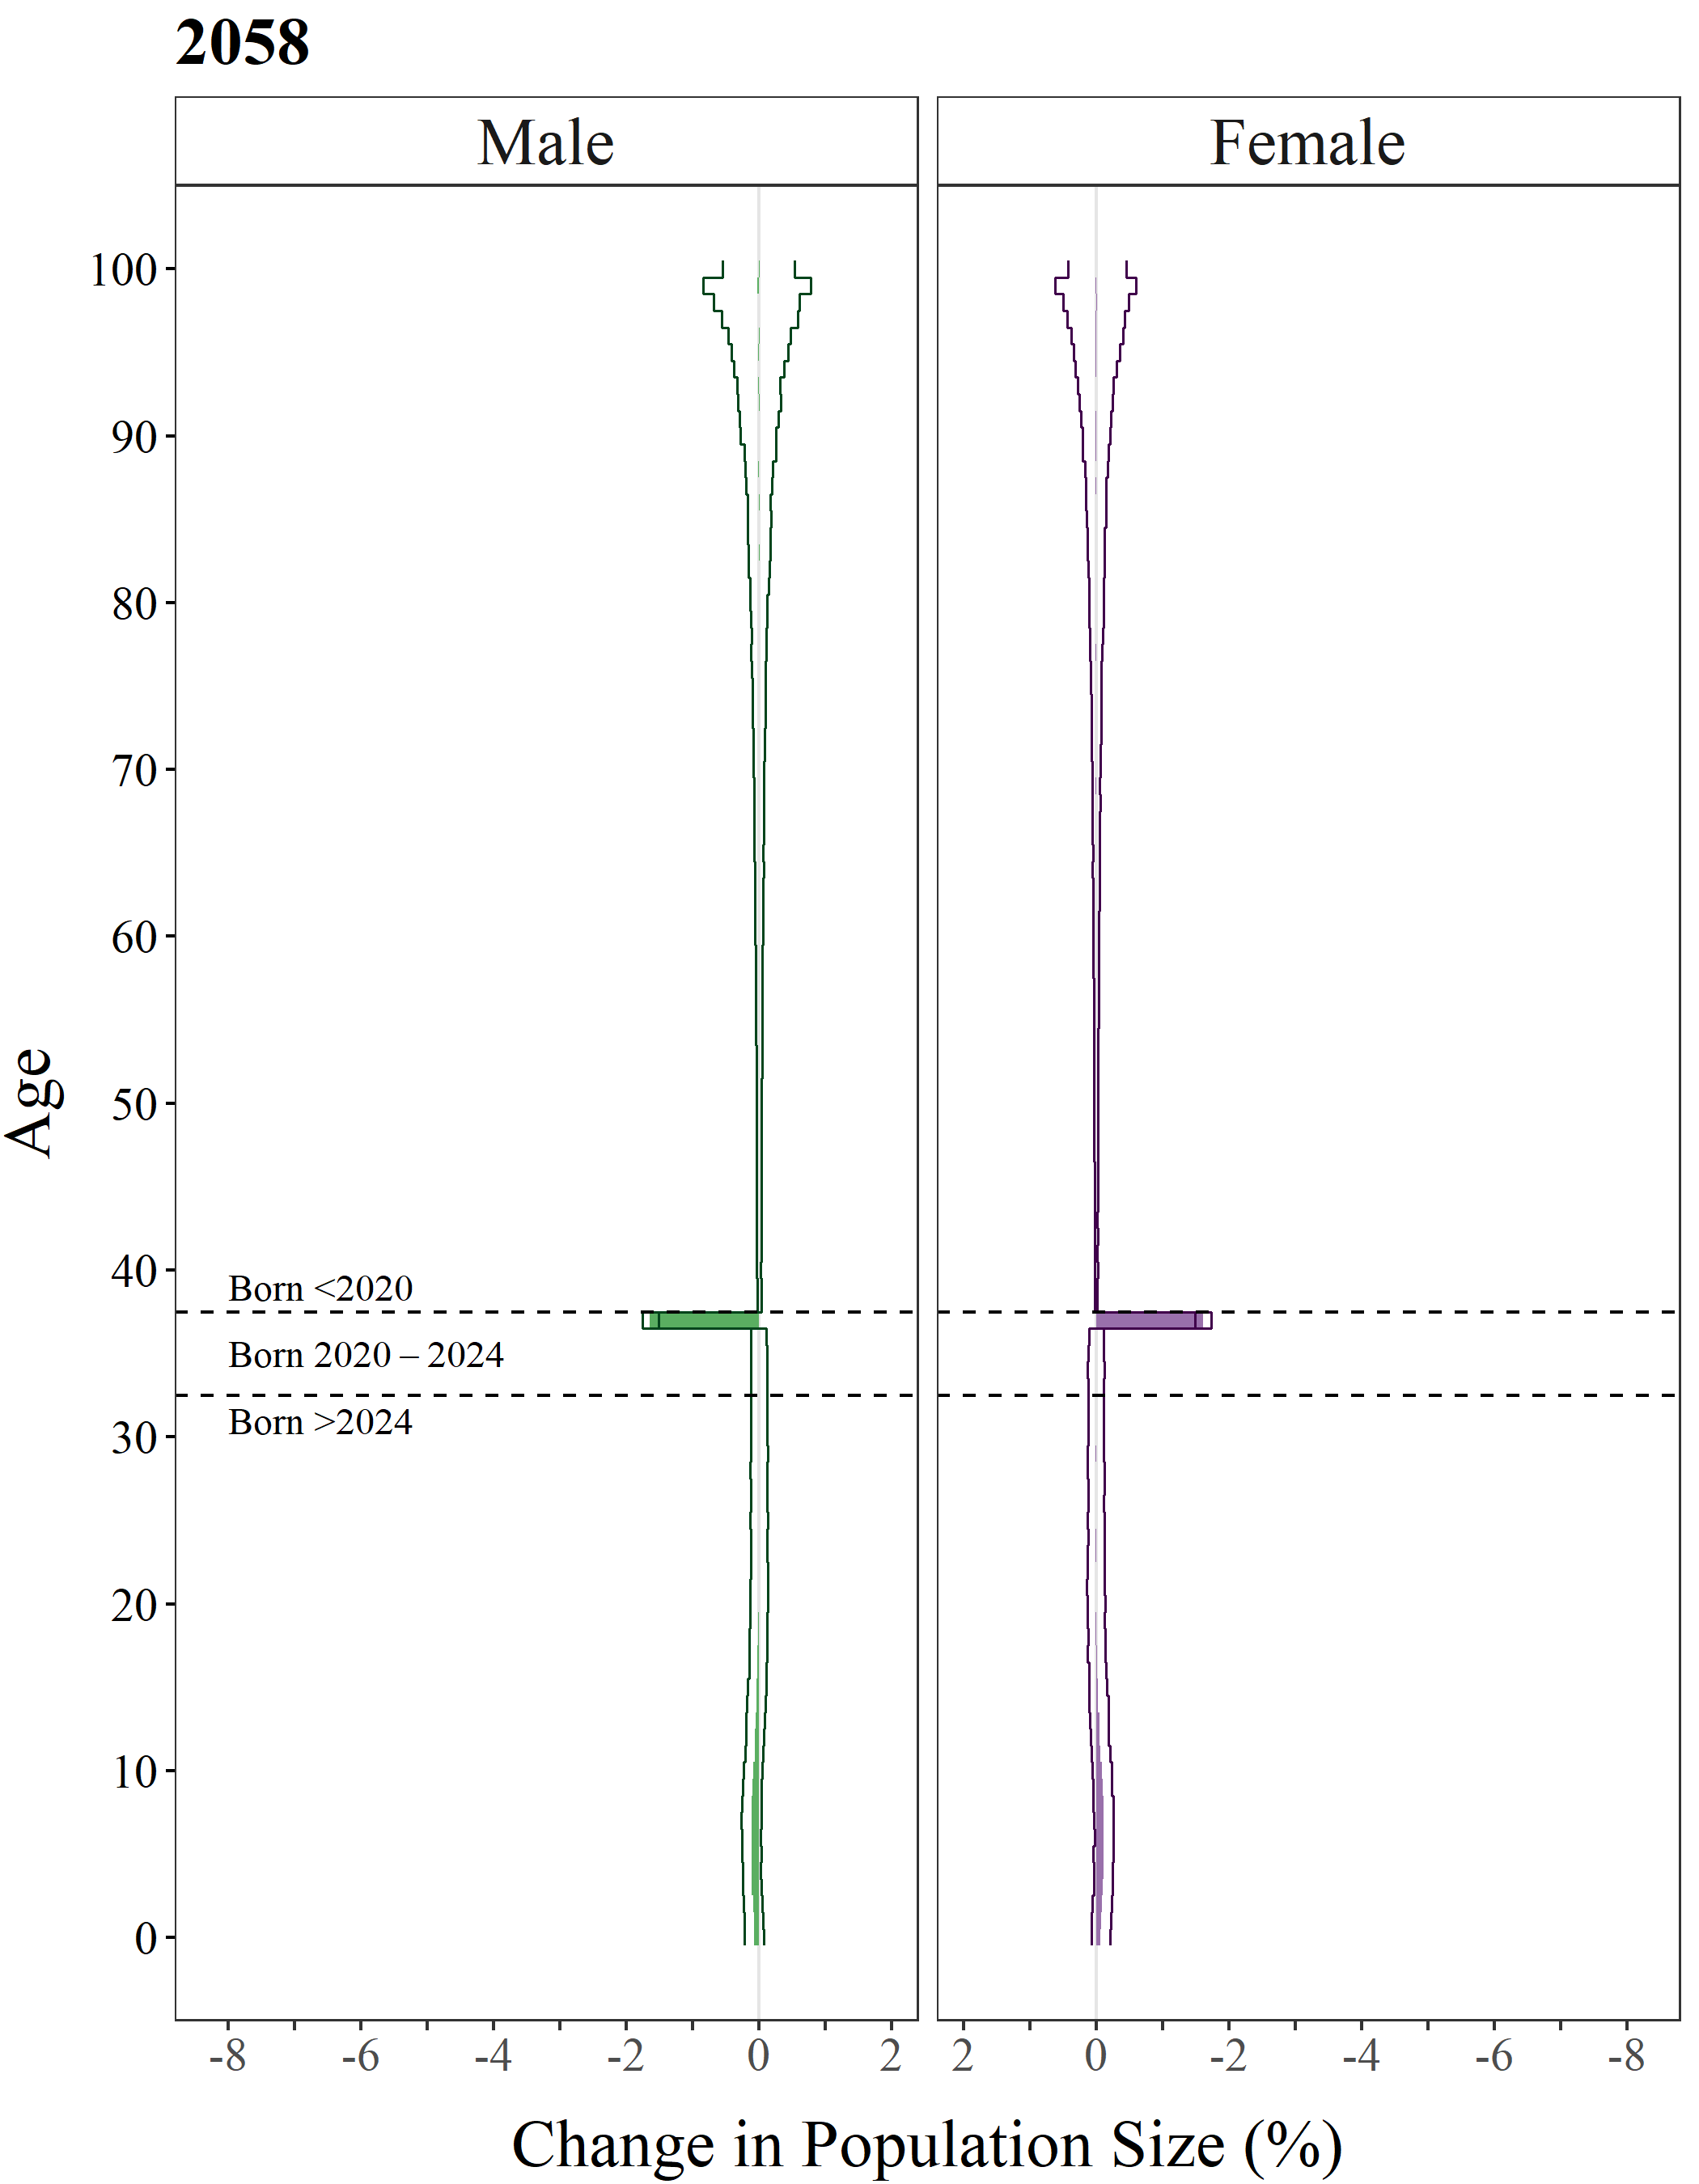 2058
Male
Female
100
90
80
70
60
50
40
30
20
10
0
Age
Born <2020
Born 2020 – 2024
Born >2024
-8 -6 -4 -2 0 2
2 0 -2 -4 -6 -8
Change in Population Size (%)